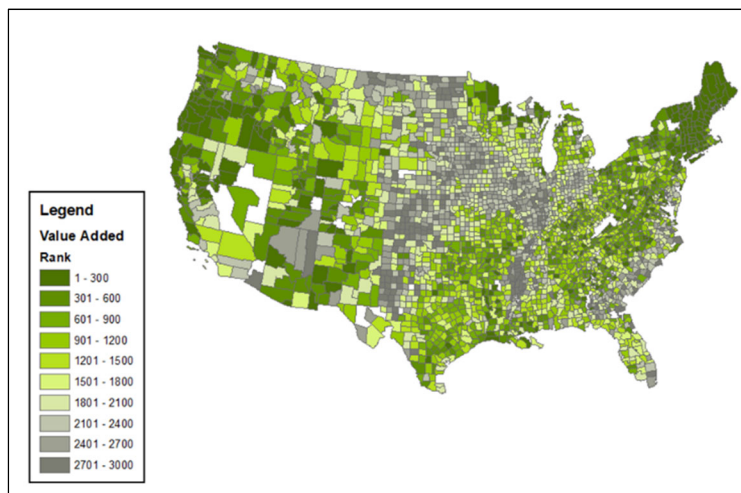 Legend
Value Added
Rank
1 - 300
301 - 600
601 - 900
901 - 1200
1201 - 1500
1501 - 1800
1801 - 2100
2101 - 2400
2401 - 2700
2701 - 3000